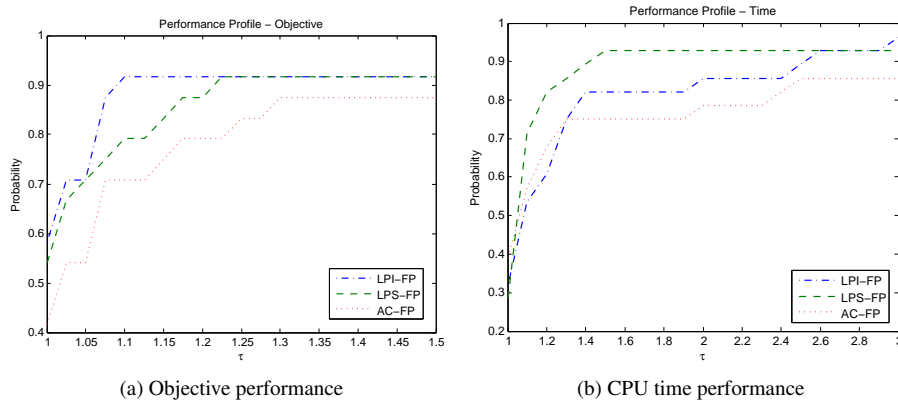 Performance Profile – Objective
1
0.9
0.8
0.7
0.6
0.5
0.4
Probability
1 1.05 1.1 1.15 1.2 1.25 1.3 1.35 1.4 1.45 1.5
τ
LPI–FP
LPS–FP
AC–FP
(a) Objective performance
Performance Profile – Time
1
0.9
0.8
0.7
0.6
0.5
0.4
0.3
0.2
Probability
1 1.2 1.4 1.6 1.8 2 2.2 2.4 2.6 2.8 3
τ
LPI–FP
LPS–FP
AC–FP
(b) CPU time performance